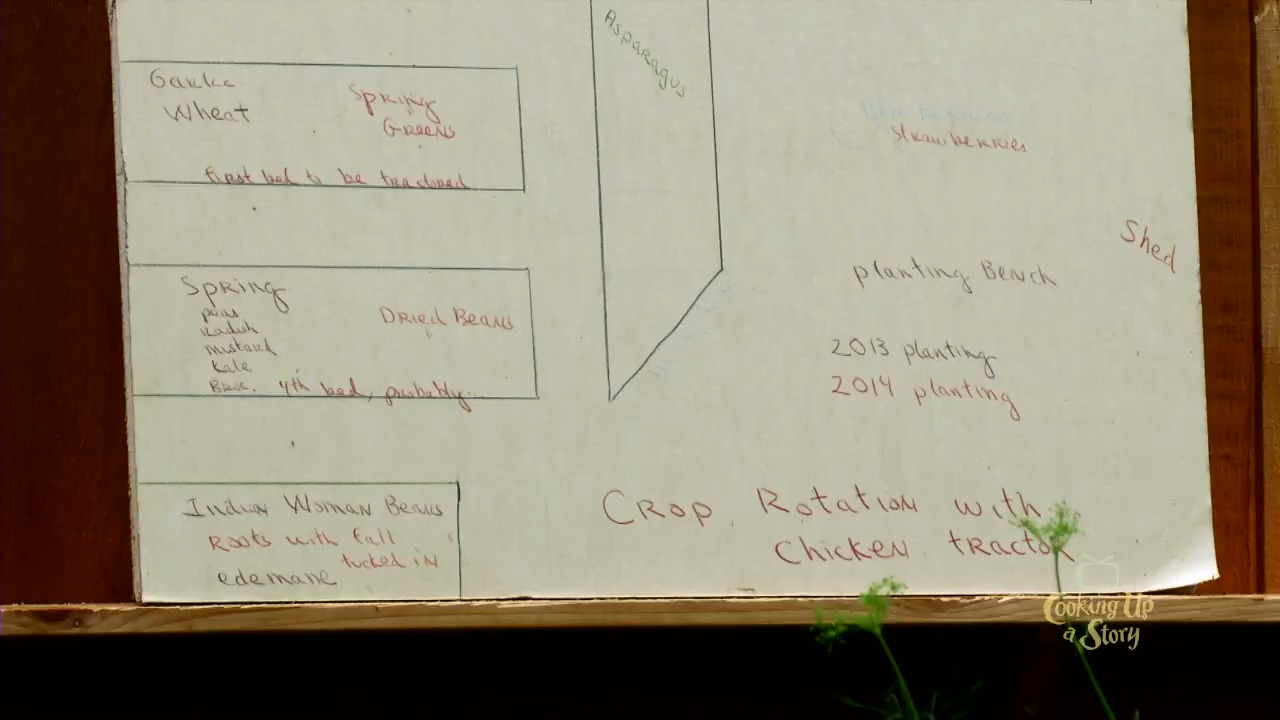 Asparagus
Garlic
Wheat
Spring
Greens
first bed to be tractored
strawberries
Shed
Spring
peas
radish
mustard
kale
Dried Beans
4th bed, probably...
planting Bench
2013 planting
2014 planting
Indian Woman Beans
Roots with fall
tucked in
edemame
Crop Rotation with
Chicken tractor
Cooking Up
a Story